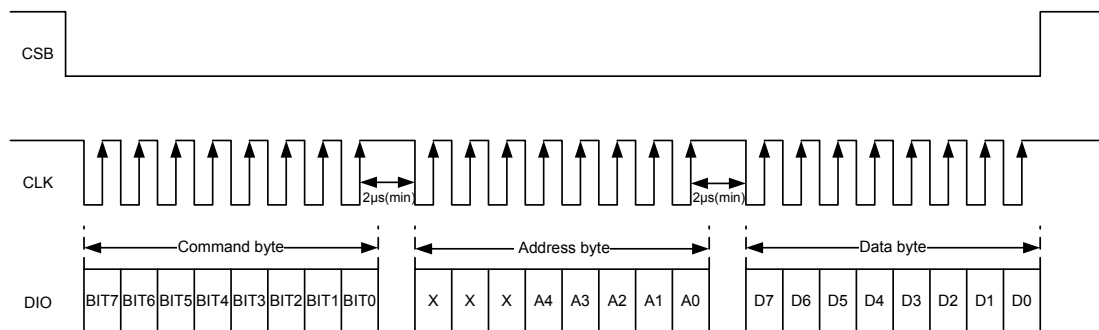 CSB
CLK
2µs(min) 2µs(min)
Command byte Address byte Data byte
DIO BIT7 BIT6 BIT5 BIT4 BIT3 BIT2 BIT1 BIT0 X X X A4 A3 A2 A1 A0 D7 D6 D5 D4 D3 D2 D1 D0